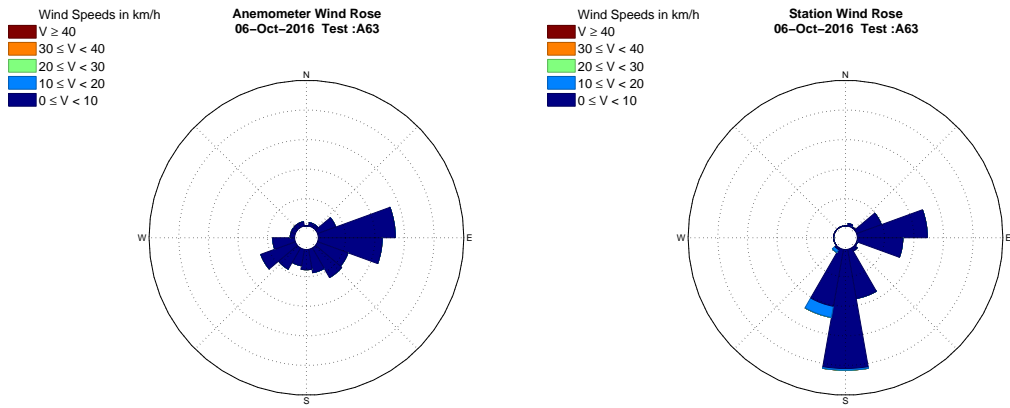 Wind Speeds in km/h
V ≥ 40
30 ≤ V < 40
20 ≤ V < 30
10 ≤ V < 20
0 ≤ V < 10
Anemometer Wind Rose
06−Oct−2016 Test :A63
N
W
E
S
Wind Speeds in km/h
V ≥ 40
30 ≤ V < 40
20 ≤ V < 30
10 ≤ V < 20
0 ≤ V < 10
Station Wind Rose
06−Oct−2016 Test :A63
N
W
E
S